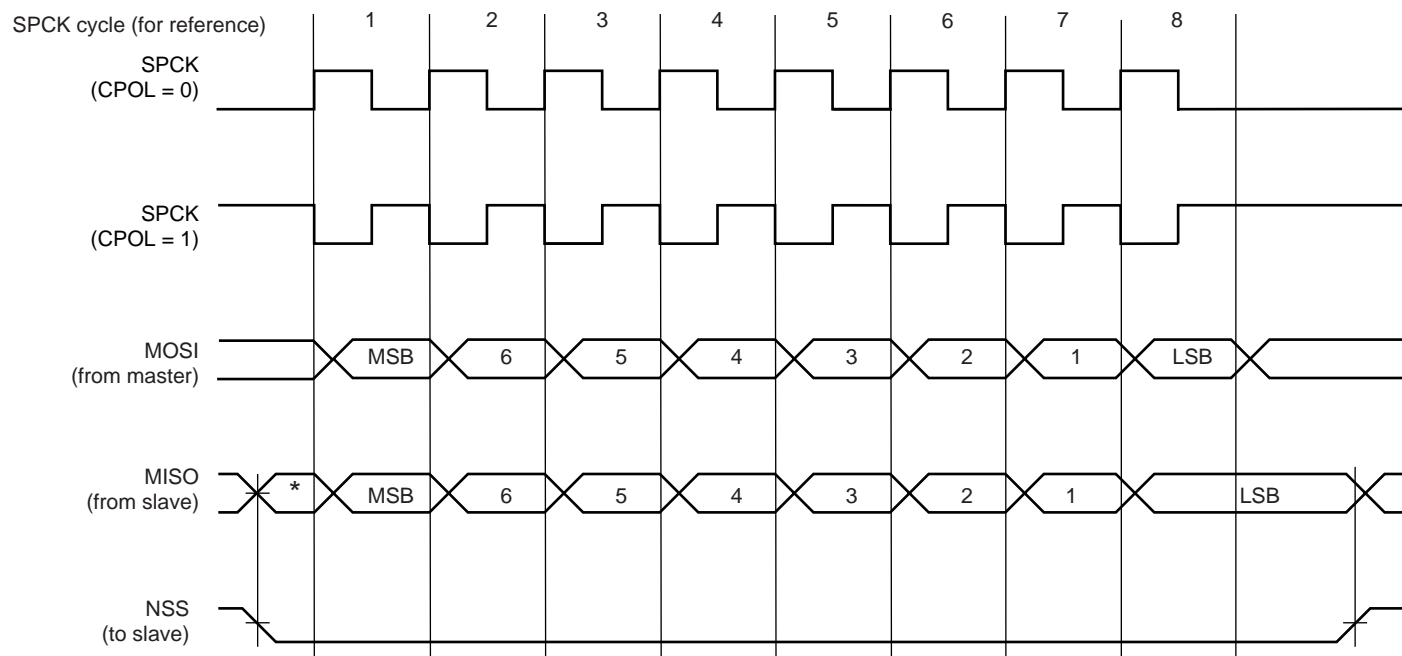 SPCK cycle (for reference) 1 2 3 4 5 6 7 8
SPCK
(CPOL = 0)
SPCK
(CPOL = 1)
MOSI
(from master)
MSB 6 5 4 3 2 1 LSB
MISO
(from slave)
* MSB 6 5 4 3 2 1 LSB
NSS
(to slave)